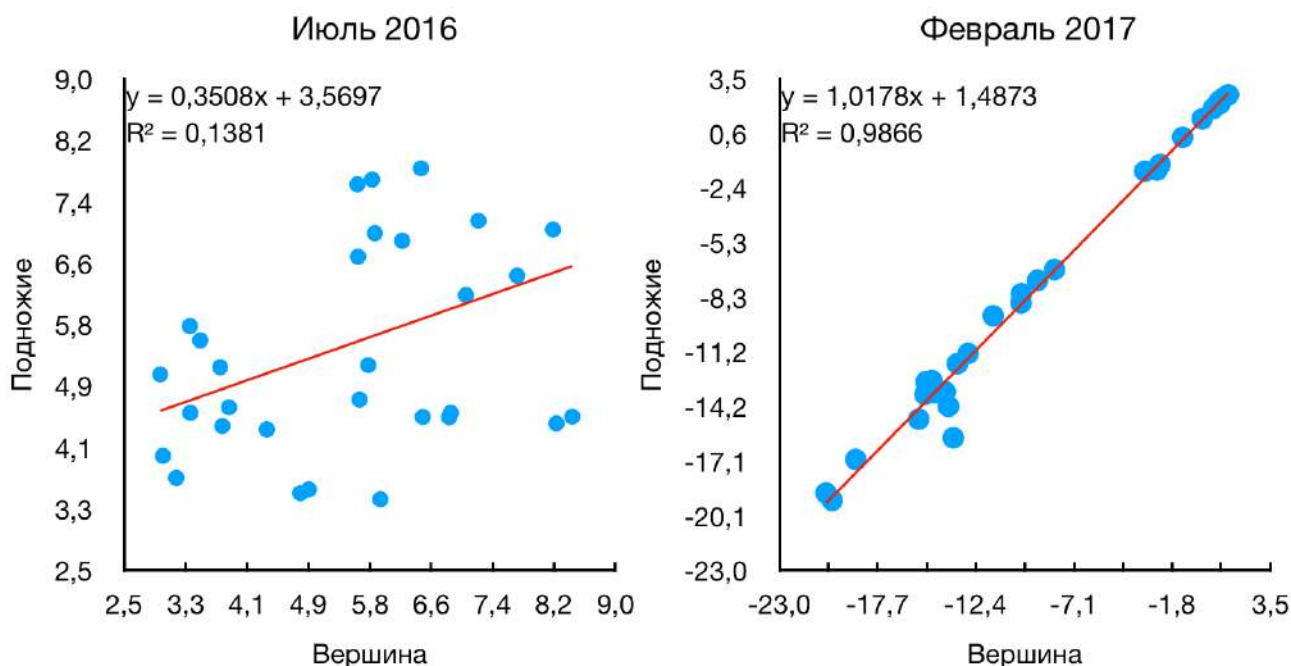 Июль 2016
9,0
y = 0,3508x + 3,5697
R² = 0,1381
8,2
7,4
6,6
5,8
4,9
4,1
3,3
2,5
Подножие
2,5 3,3 4,1 4,9 5,8 6,6 7,4 8,2 9,0
Вершина
Февраль 2017
3,5
y = 1,0178x + 1,4873
R² = 0,9866
0,6
-2,4
-5,3
-8,3
-11,2
-14,2
-17,1
-20,1
-23,0
Подножие
-23,0 -17,7 -12,4 -7,1 -1,8 3,5
Вершина